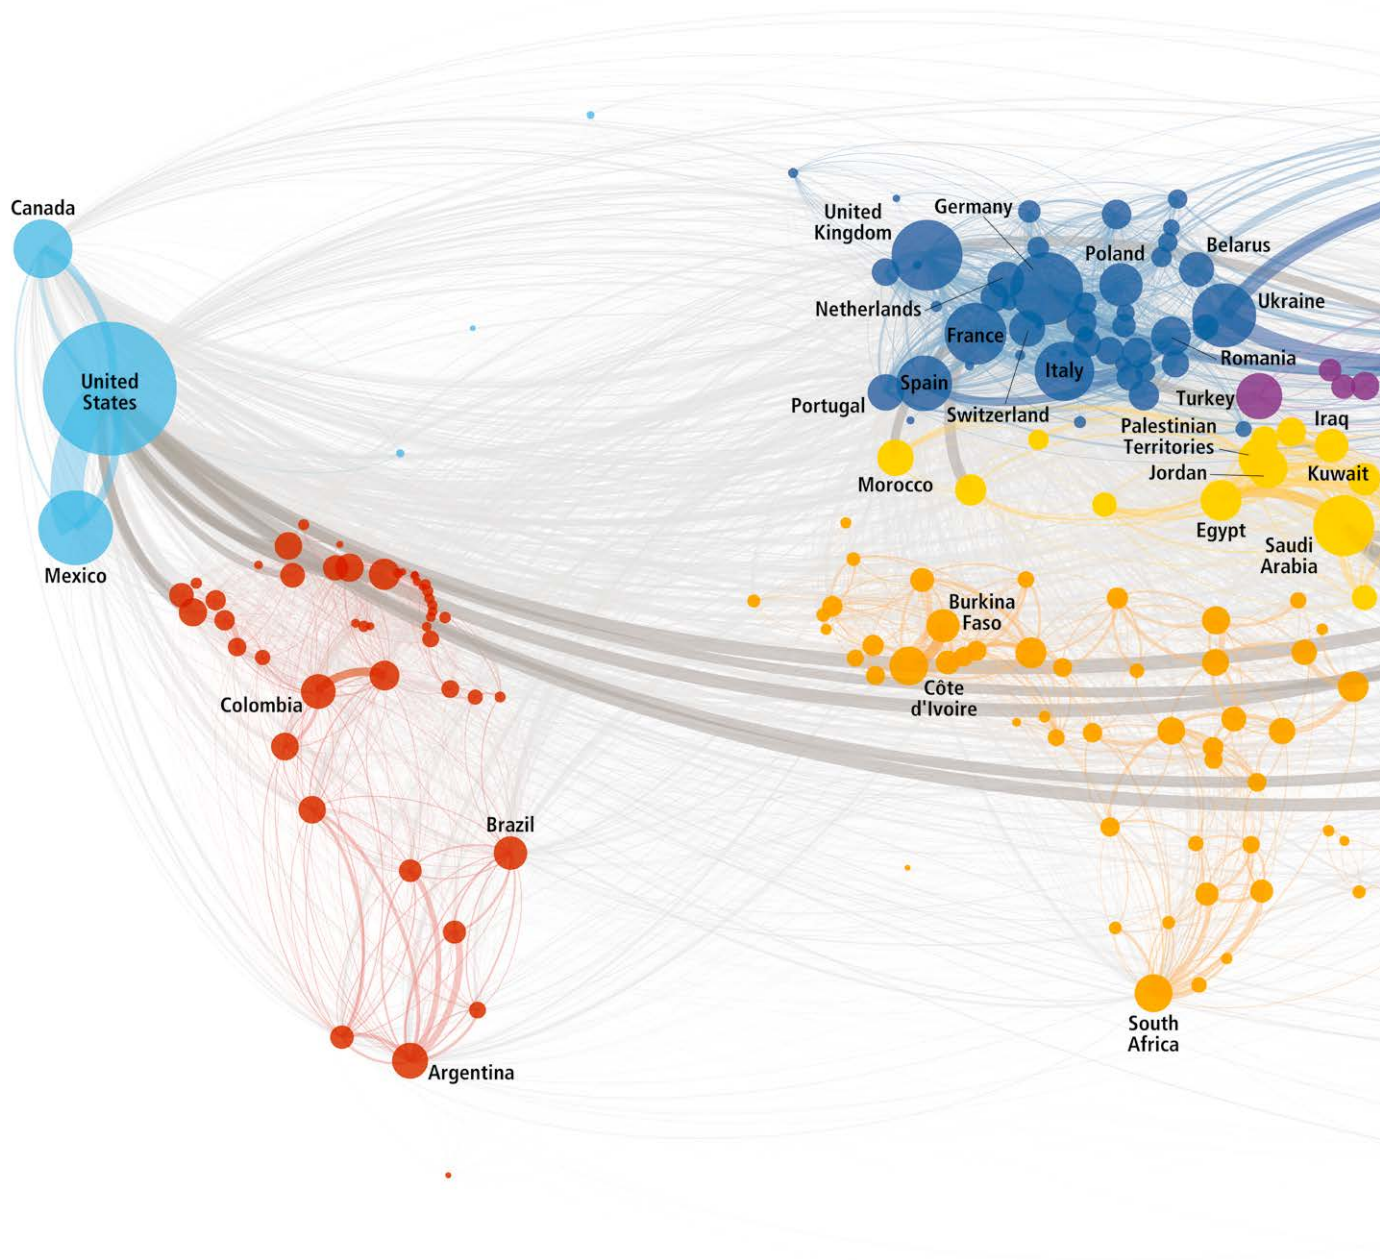 Canada
United
States
Mexico
Colombia
Brazil
Argentina
United
Kingdom
Germany
Poland
Belarus
Netherlands
Ukraine
France
Romania
Spain
Italy
Portugal
Switzerland
Turkey
Palestinian
Territories
Iraq
Jordan
Kuwait
Morocco
Egypt
Saudi
Arabia
Burkina
Faso
Côte
d'Ivoire
South
Africa